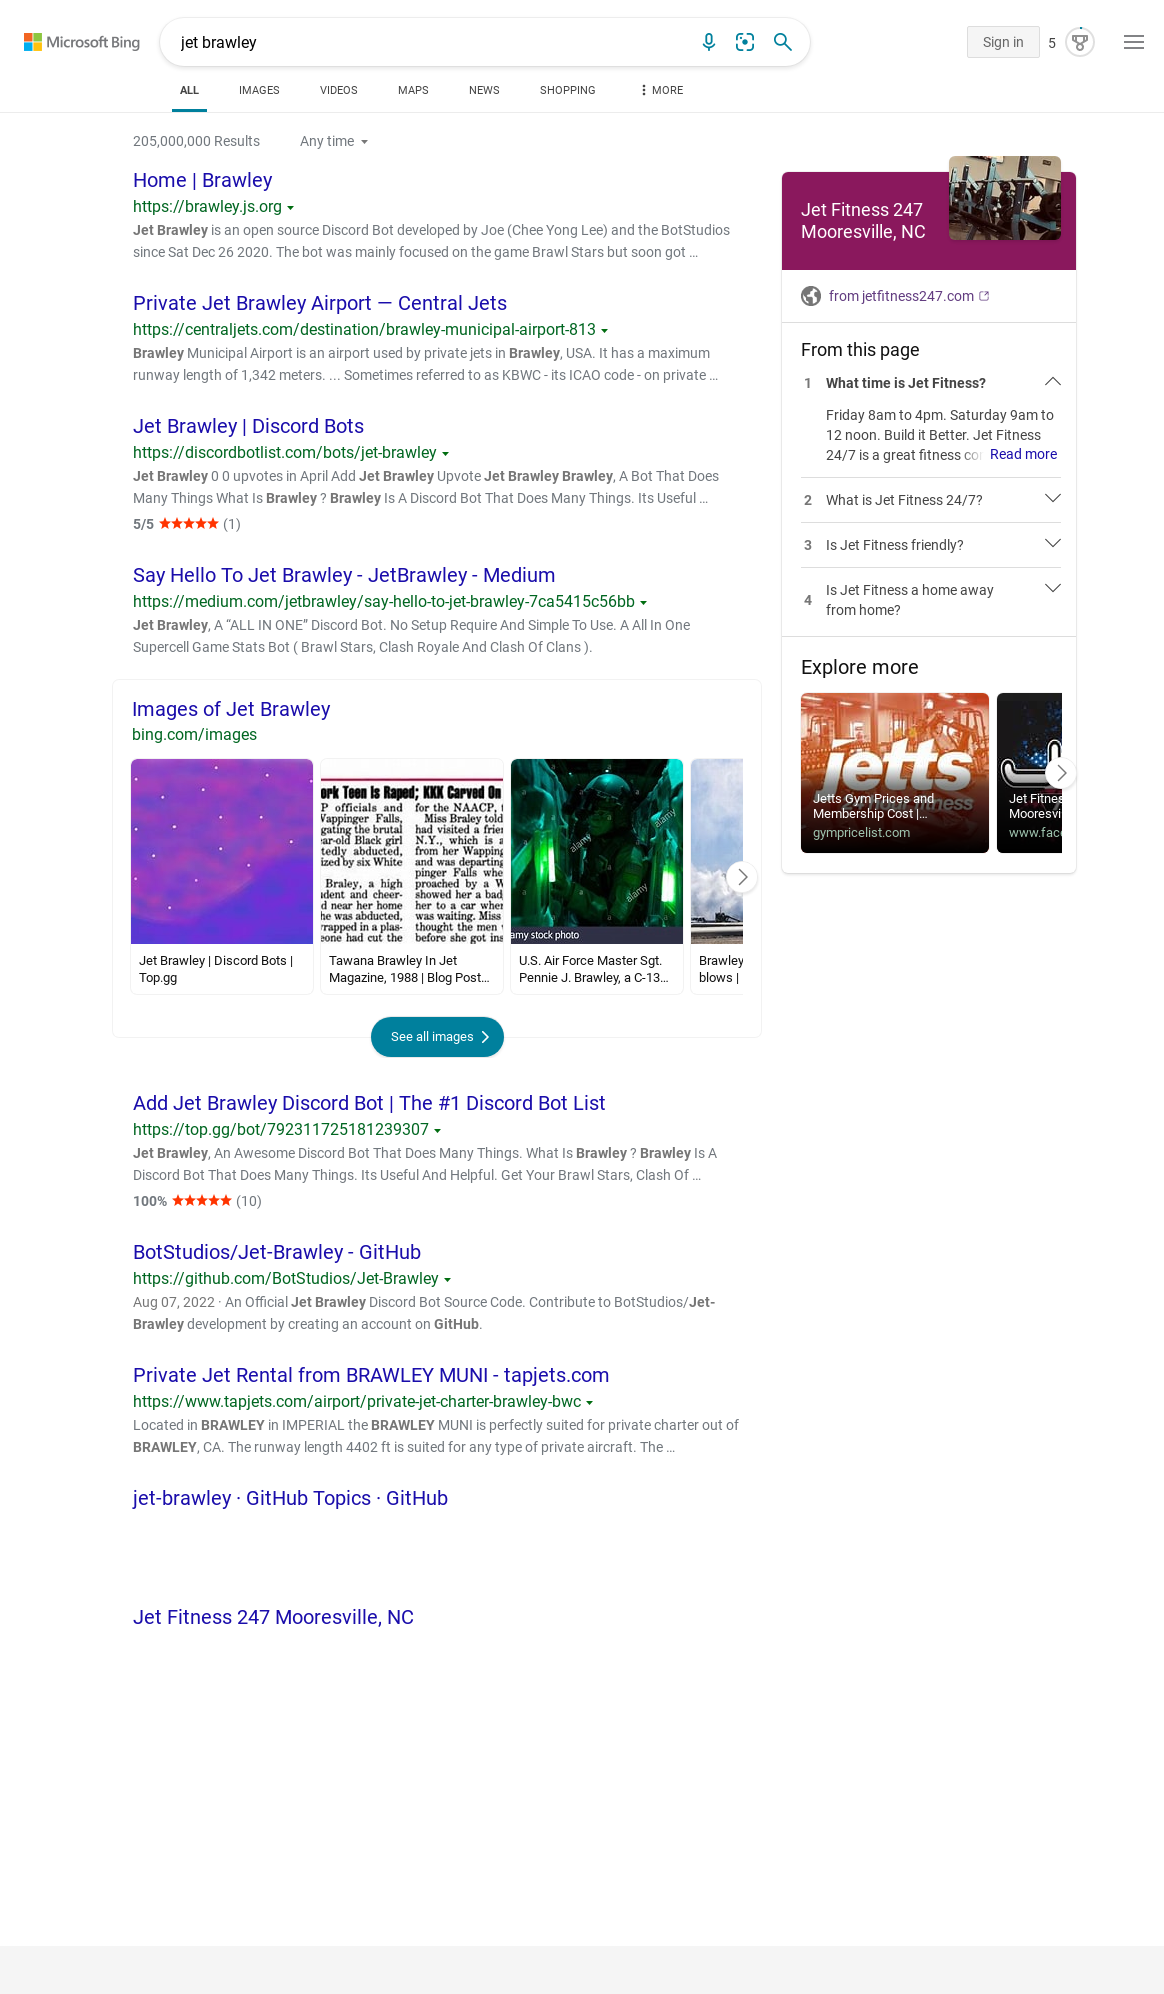 Microsoft Bing
jet brawley
Sign in
5
ALL
IMAGES
VIDEOS
MAPS
NEWS
SHOPPING
MORE
205,000,000 Results
Any time
Home | Brawley
https://brawley.js.org
Jet Brawley is an open source Discord Bot developed by Joe (Chee Yong Lee) and the BotStudios
since Sat Dec 26 2020. The bot was mainly focused on the game Brawl Stars but soon got …
Private Jet Brawley Airport — Central Jets
https://centraljets.com/destination/brawley-municipal-airport-813
Brawley Municipal Airport is an airport used by private jets in Brawley, USA. It has a maximum
runway length of 1,342 meters. ... Sometimes referred to as KBWC - its ICAO code - on private …
Jet Brawley | Discord Bots
https://discordbotlist.com/bots/jet-brawley
Jet Brawley 0 0 upvotes in April Add Jet Brawley Upvote Jet Brawley Brawley, A Bot That Does
Many Things What Is Brawley ? Brawley Is A Discord Bot That Does Many Things. Its Useful …
5/5 ★★★★★ (1)
Say Hello To Jet Brawley - JetBrawley - Medium
https://medium.com/jetbrawley/say-hello-to-jet-brawley-7ca5415c56bb
Jet Brawley, A “ALL IN ONE” Discord Bot. No Setup Require And Simple To Use. A All In One
Supercell Game Stats Bot ( Brawl Stars, Clash Royale And Clash Of Clans ).
Images of Jet Brawley
bing.com/images
ork Teen Is Raped; KKK Carved On
P officials and
Wappinger Falls,
gating the brutal
ear-old Black girl
tedly abducted,
ized by six White
Braley, a high
udent and cheer-
d near her home
he was abducted,
rapped in a plas-
one had cut the
for the NAACP, t
Miss Braley told
had visited a frien
N.Y., which is a
from her Wapping
and was departing
pinger Falls whe
proached by a W
showed her a bad
her to a car when
was waiting. Miss
thought the men w
before she got ins
a
alamy
alamy
alamy
amy stock photo
Jet Brawley | Discord Bots |
Top.gg
Tawana Brawley In Jet
Magazine, 1988 | Blog Post…
U.S. Air Force Master Sgt.
Pennie J. Brawley, a C-13…
Brawley
blows |
See all images
Add Jet Brawley Discord Bot | The #1 Discord Bot List
https://top.gg/bot/792311725181239307
Jet Brawley, An Awesome Discord Bot That Does Many Things. What Is Brawley ? Brawley Is A
Discord Bot That Does Many Things. Its Useful And Helpful. Get Your Brawl Stars, Clash Of …
100% ★★★★★ (10)
BotStudios/Jet-Brawley - GitHub
https://github.com/BotStudios/Jet-Brawley
Aug 07, 2022 · An Official Jet Brawley Discord Bot Source Code. Contribute to BotStudios/Jet-
Brawley development by creating an account on GitHub.
Private Jet Rental from BRAWLEY MUNI - tapjets.com
https://www.tapjets.com/airport/private-jet-charter-brawley-bwc
Located in BRAWLEY in IMPERIAL the BRAWLEY MUNI is perfectly suited for private charter out of
BRAWLEY, CA. The runway length 4402 ft is suited for any type of private aircraft. The …
jet-brawley · GitHub Topics · GitHub
Jet Fitness 247 Mooresville, NC
Jet Fitness 247
Mooresville, NC
from jetfitness247.com
From this page
1 What time is Jet Fitness?
Friday 8am to 4pm. Saturday 9am to
12 noon. Build it Better. Jet Fitness
24/7 is a great fitness co Read more
2 What is Jet Fitness 24/7?
3 Is Jet Fitness friendly?
4 Is Jet Fitness a home away
from home?
Explore more
jetts
fitness
Jetts Gym Prices and
Membership Cost |…
gympricelist.com
Jet Fitnes
Mooresvi
www.face